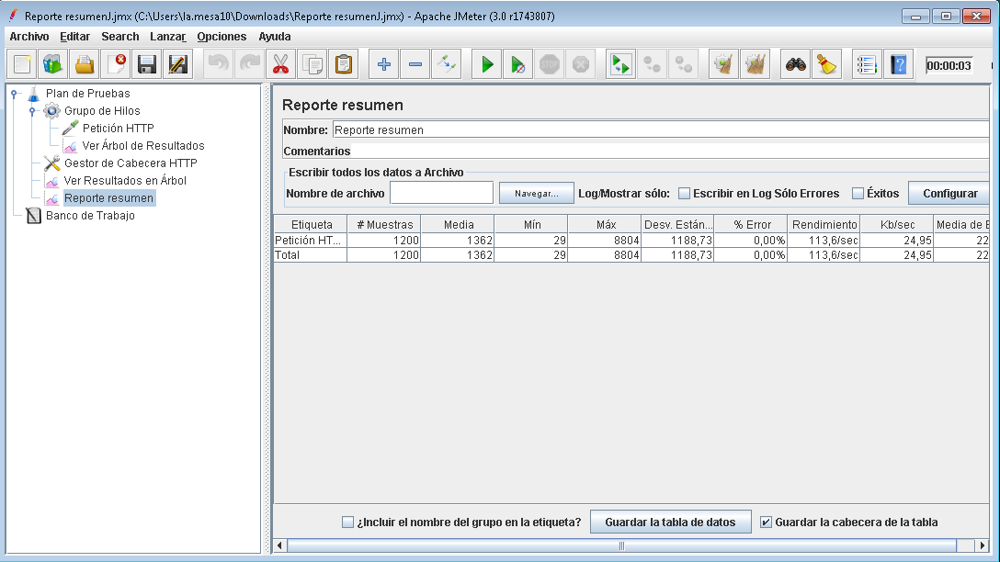 Reporte resumenJ.jmx (C:\Users\la.mesa10\Downloads\Reporte resumenJ.jmx) - Apache JMeter (3.0 r1743807)
Archivo Editar Search Lanzar Opciones Ayuda
STOP
00:00:03
Plan de Pruebas
Grupo de Hilos
Petición HTTP
Ver Árbol de Resultados
Gestor de Cabecera HTTP
Ver Resultados en Árbol
Reporte resumen
Banco de Trabajo
Reporte resumen
Nombre: Reporte resumen
Comentarios
Escribir todos los datos a Archivo
Nombre de archivo Navegar... Log/Mostrar sólo: Escribir en Log Sólo Errores Éxitos Configurar
Etiqueta # Muestras Media Mín Máx Desv. Están... % Error Rendimiento Kb/sec Media de B
Petición HT... 1200 1362 29 8804 1188,73 0,00% 113,6/sec 24,95 22
Total 1200 1362 29 8804 1188,73 0,00% 113,6/sec 24,95 22
¿Incluir el nombre del grupo en la etiqueta? Guardar la tabla de datos Guardar la cabecera de la tabla